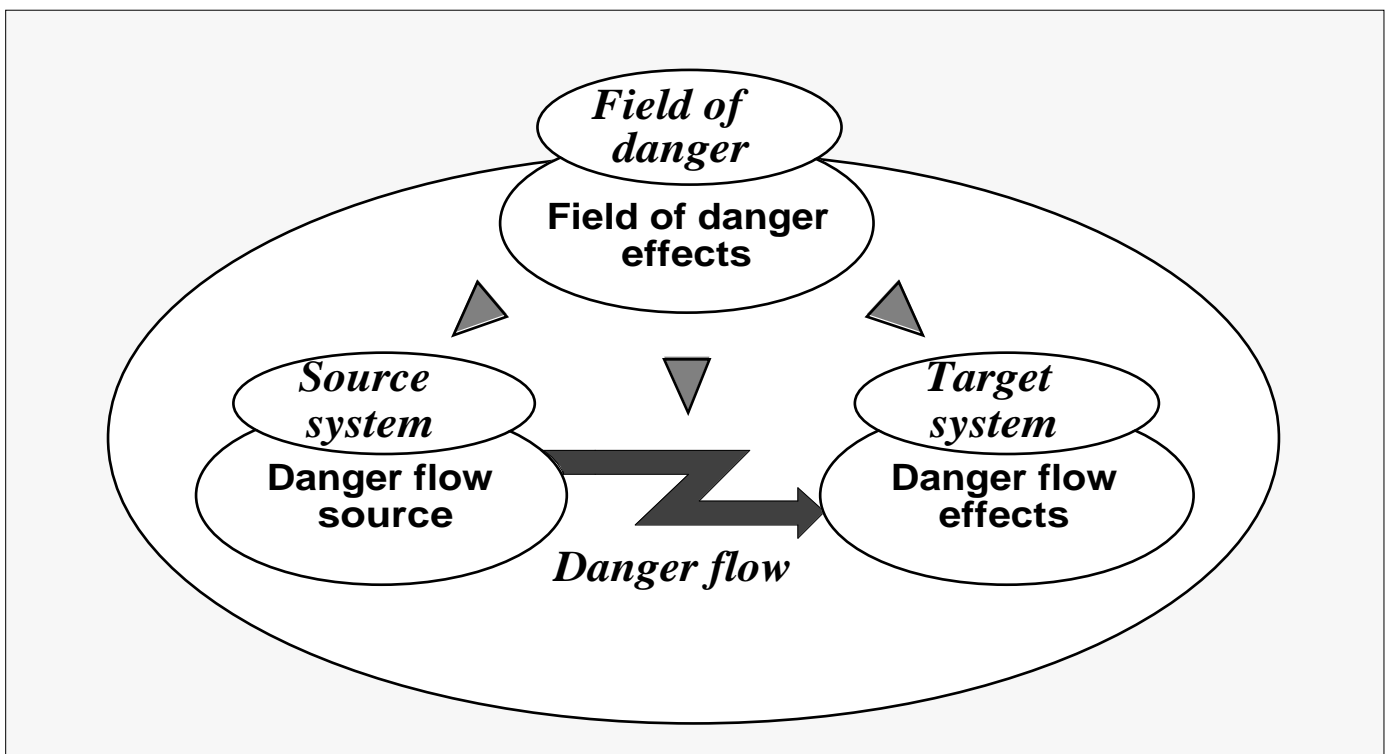 Field of
danger
Field of danger
effects
Source
system
Target
system
Danger flow
source
Danger flow
effects
Danger flow